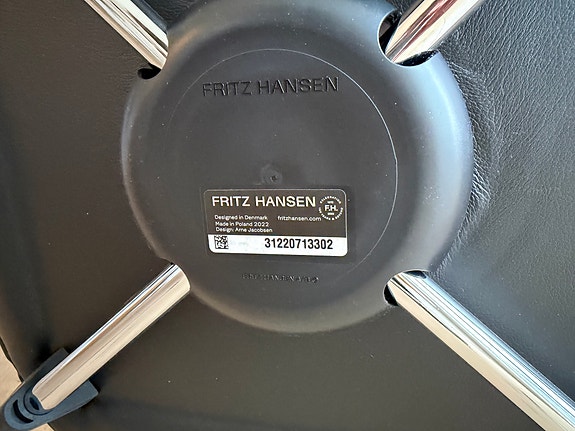 FRITZ HANSEN
FRITZ HANSEN
Designed in Denmark fritzhansen.com
Made in Poland 2022
Design: Arne Jacobsen
F.H.
31220713302